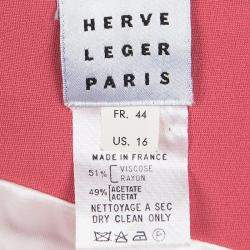 HERVE
LEGER
PARIS
FR. 44
US. 16
MADE IN FRANCE
51% VISCOSE
RAYON
49% ACETATE
ACETAT
NETTOYAGE A SEC
DRY CLEAN ONLY